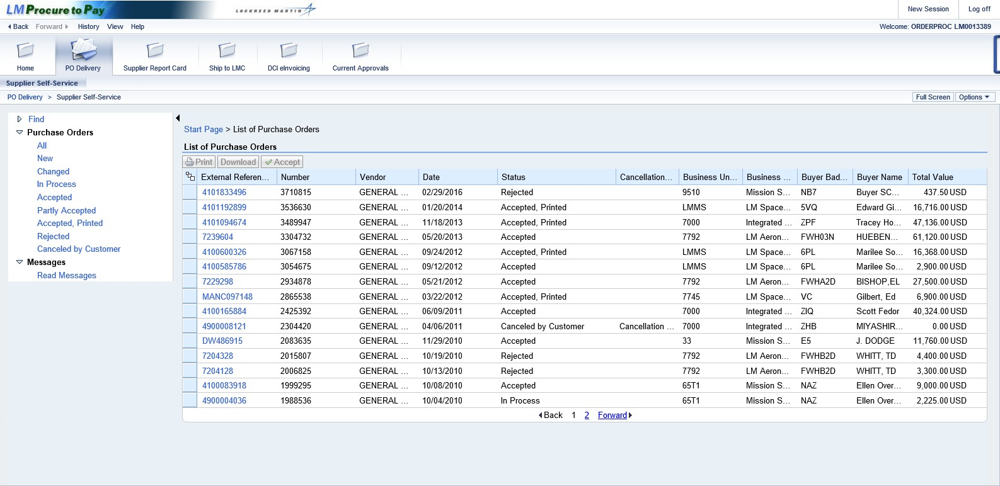 LM Procure to Pay LOCKHEED MARTIN New Session Log off
Back Forward History View Help Welcome: ORDERPROC LM0013389
Home PO Delivery Supplier Report Card Ship to LMC DCI eInvoicing Current Approvals
Supplier Self-Service
PO Delivery > Supplier Self-Service Full Screen Options
Find
Purchase Orders
All
New
Changed
In Process
Accepted
Partly Accepted
Accepted, Printed
Rejected
Canceled by Customer
Messages
Read Messages
Start Page > List of Purchase Orders
List of Purchase Orders
Print Download Accept
External Referen... Number Vendor Date Status Cancellation... Business Un... Business ... Buyer Bad... Buyer Name Total Value
4101833496 3710815 GENERAL ... 02/29/2016 Rejected 9510 Mission S... NB7 Buyer SC... 437.50 USD
4101192899 3536630 GENERAL ... 01/20/2014 Accepted, Printed LMMS LM Space... 5VQ Edward Gi... 16,716.00 USD
4101094674 3489947 GENERAL ... 11/18/2013 Accepted, Printed 7000 Integrated ... ZPF Tracey Ho... 47,136.00 USD
7239604 3304732 GENERAL ... 05/20/2013 Accepted 7792 LM Aeron... FWH03N HUEBEN... 61,120.00 USD
4100600326 3067158 GENERAL ... 09/24/2012 Accepted, Printed LMMS LM Space... 6PL Marilee So... 16,368.00 USD
4100585786 3054675 GENERAL ... 09/12/2012 Accepted LMMS LM Space... 6PL Marilee So... 2,900.00 USD
7229298 2934878 GENERAL ... 05/21/2012 Accepted 7792 LM Aeron... FWHA2D BISHOP,EL 27,500.00 USD
MANC097148 2865538 GENERAL ... 03/22/2012 Accepted, Printed 7745 LM Space... VC Gilbert, Ed 6,900.00 USD
4100165884 2425392 GENERAL ... 06/09/2011 Accepted 7000 Integrated ... ZIQ Scott Fedor 40,324.00 USD
4900008121 2304420 GENERAL ... 04/06/2011 Canceled by Customer Cancellation ... 7000 Integrated ... ZHB MIYASHIR... 0.00 USD
DW486915 2083635 GENERAL ... 11/29/2010 Accepted 33 Mission S... E5 J. DODGE 11,760.00 USD
7204328 2015807 GENERAL ... 10/19/2010 Rejected 7792 LM Aeron... FWHB2D WHITT, TD 4,400.00 USD
7204128 2006825 GENERAL ... 10/13/2010 Rejected 7792 LM Aeron... FWHB2D WHITT, TD 3,300.00 USD
4100083918 1999295 GENERAL ... 10/08/2010 Accepted 65T1 Mission S... NAZ Ellen Over... 9,000.00 USD
4900004036 1988536 GENERAL ... 10/04/2010 In Process 65T1 Mission S... NAZ Ellen Over... 2,225.00 USD
Back 1 2 Forward